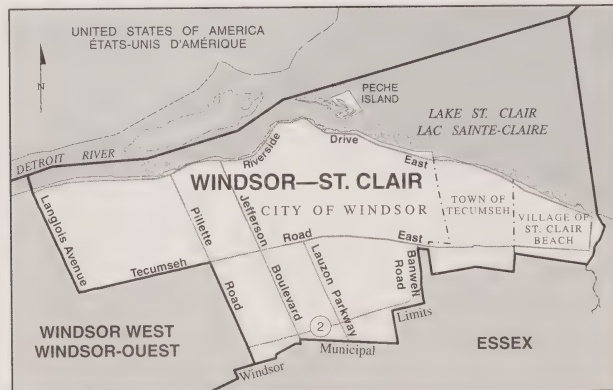 UNITED STATES OF AMERICA
ÉTATS-UNIS D'AMÉRIQUE
N
PECHE
ISLAND
LAKE ST. CLAIR
LAC SAINTE-CLAIRE
DETROIT RIVER
Riverside Drive East
WINDSOR—ST. CLAIR
CITY OF WINDSOR
TOWN OF
TECUMSEH
VILLAGE OF
ST. CLAIR
BEACH
Langlois Avenue
Pillette Road
Jefferson Boulevard
Lauzon Parkway
Banwell
Road
Tecumseh Road East
2
WINDSOR WEST
WINDSOR-OUEST
Windsor Municipal Limits
ESSEX